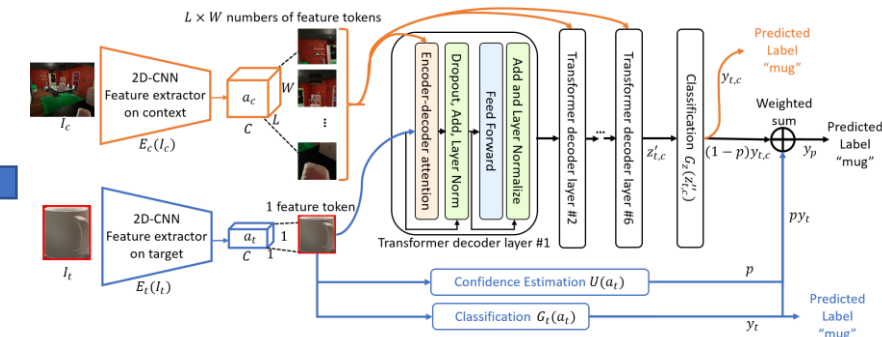 L × W numbers of feature tokens
2D-CNN
Feature extractor
on context
E_c(I_c)
I_c
a_c
C
L
W
⋮
Encoder-decoder attention
Dropout, Add, Layer Norm
Feed Forward
Add and Layer Normalize
Transformer decoder layer #1
Transformer decoder layer #2
...
Transformer decoder layer #6
z'_{t,c}
Classification G_z(z'_{t,c})
Predicted
Label
"mug"
y_{t,c}
Weighted
sum
(1 − p)y_{t,c}
y_p
Predicted
Label
"mug"
py_t
1 feature token
2D-CNN
Feature extractor
on target
E_t(I_t)
I_t
a_t
C
1
1
Confidence Estimation U(a_t)
p
Classification G_t(a_t)
y_t
Predicted
Label
"mug"